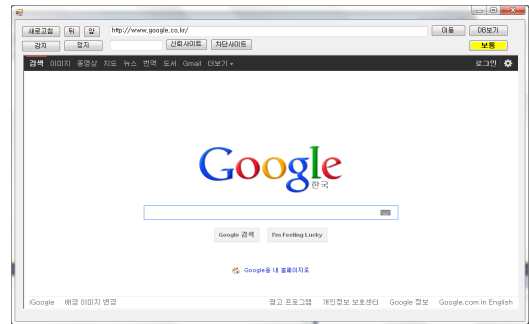 새로고침 뒤 앞 http://www.google.co.kr/ 이동 DB보기
감지 정지 신뢰사이트 차단사이트 보통
검색 이미지 동영상 지도 뉴스 번역 도서 Gmail 더보기 로그인
Google
한국
Google 검색 I'm Feeling Lucky
Google을 내 홈페이지로
iGoogle 배경 이미지 변경 광고 프로그램 개인정보 보호센터 Google 정보 Google.com in English